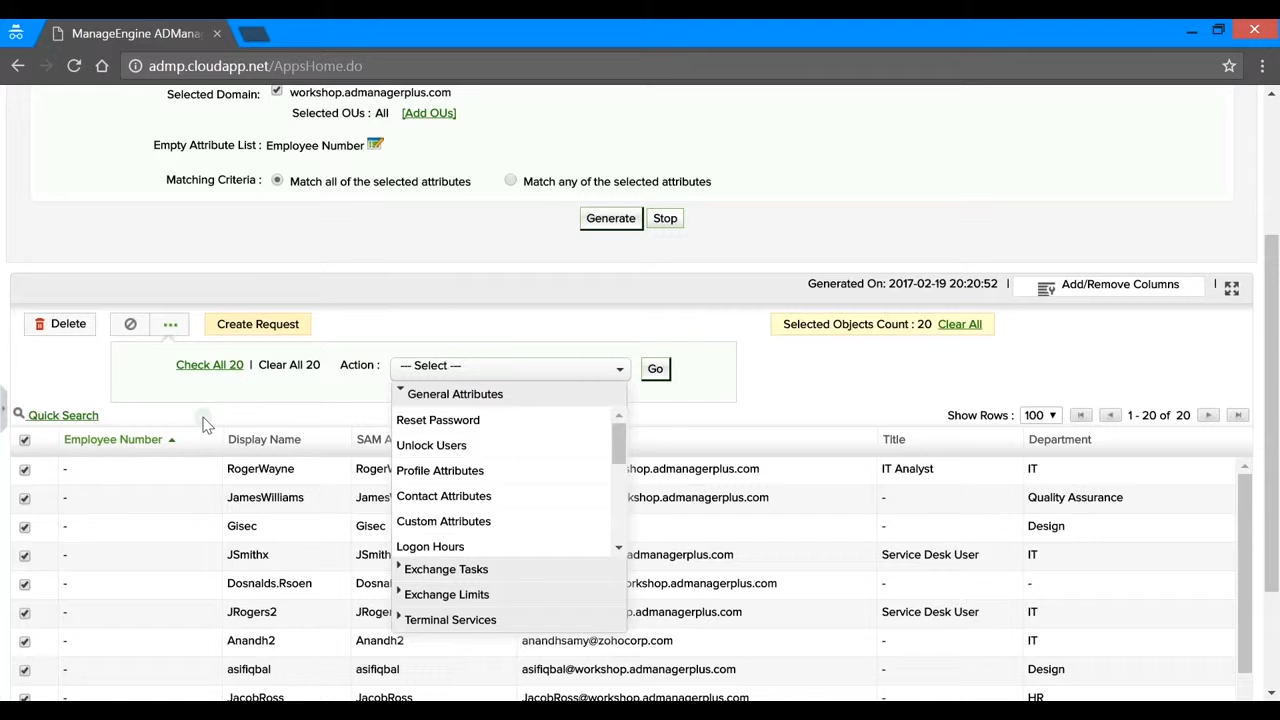 ManageEngine ADMana
admp.cloudapp.net/AppsHome.do
Selected Domain: workshop.admanagerplus.com
Selected OUs : All [Add OUs]
Empty Attribute List : Employee Number
Matching Criteria : Match all of the selected attributes Match any of the selected attributes
Generate Stop
Generated On: 2017-02-19 20:20:52 | Add/Remove Columns |
Delete Create Request Selected Objects Count : 20 Clear All
Check All 20 | Clear All 20 Action : --- Select --- Go
General Attributes
Reset Password
Unlock Users
Profile Attributes
Contact Attributes
Custom Attributes
Logon Hours
Exchange Tasks
Exchange Limits
Terminal Services
Quick Search Show Rows : 100 1 - 20 of 20
Employee Number Display Name SAM A Title Department
- RogerWayne RogerW hop.admanagerplus.com IT Analyst IT
- JamesWilliams James rkshop.admanagerplus.com - Quality Assurance
- Gisec Gisec hop.admanagerplus.com - Design
- JSmithx JSmith admanagerplus.com Service Desk User IT
- Dosnalds.Rsoen Dosnal orkshop.admanagerplus.com - -
- JRogers2 JRoge p.admanagerplus.com Service Desk User IT
- Anandh2 Anandh2 anandhsamy@zohocorp.com - IT
- asifiqbal asifiqbal asifiqbal@workshop.admanagerplus.com - Design
- JacobRoss JacobRoss JacobRoss@workshop.admanagerplus.com - HR